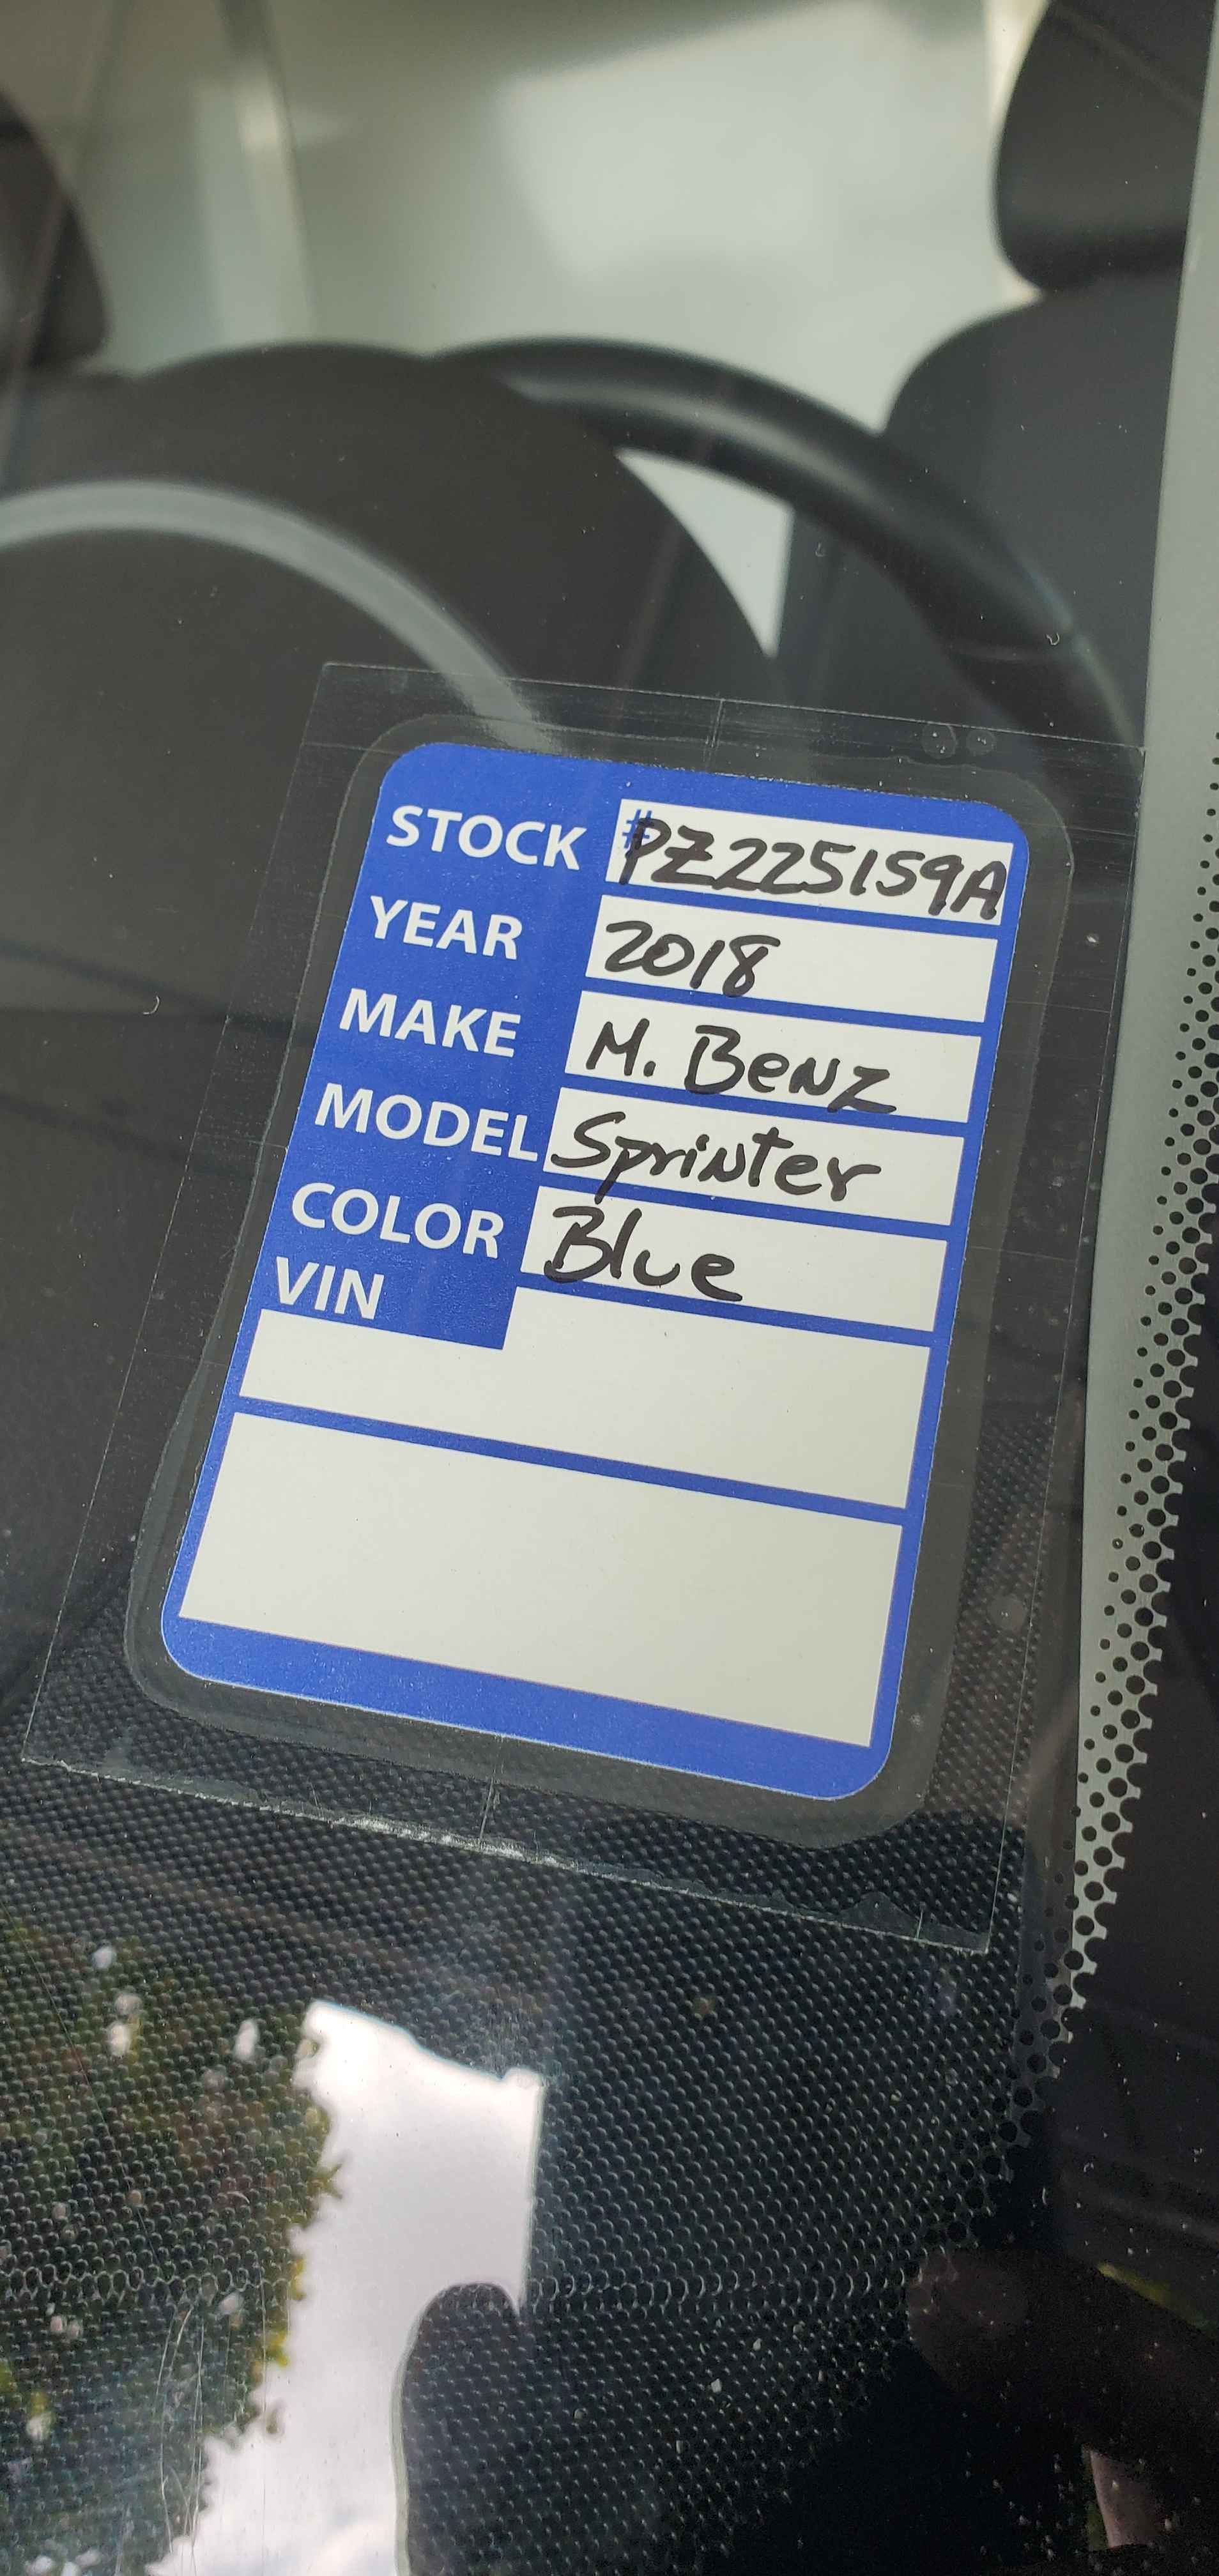 STOCK #PZ225159A
YEAR 2018
MAKE M. BENZ
MODEL Sprinter
COLOR Blue
VIN